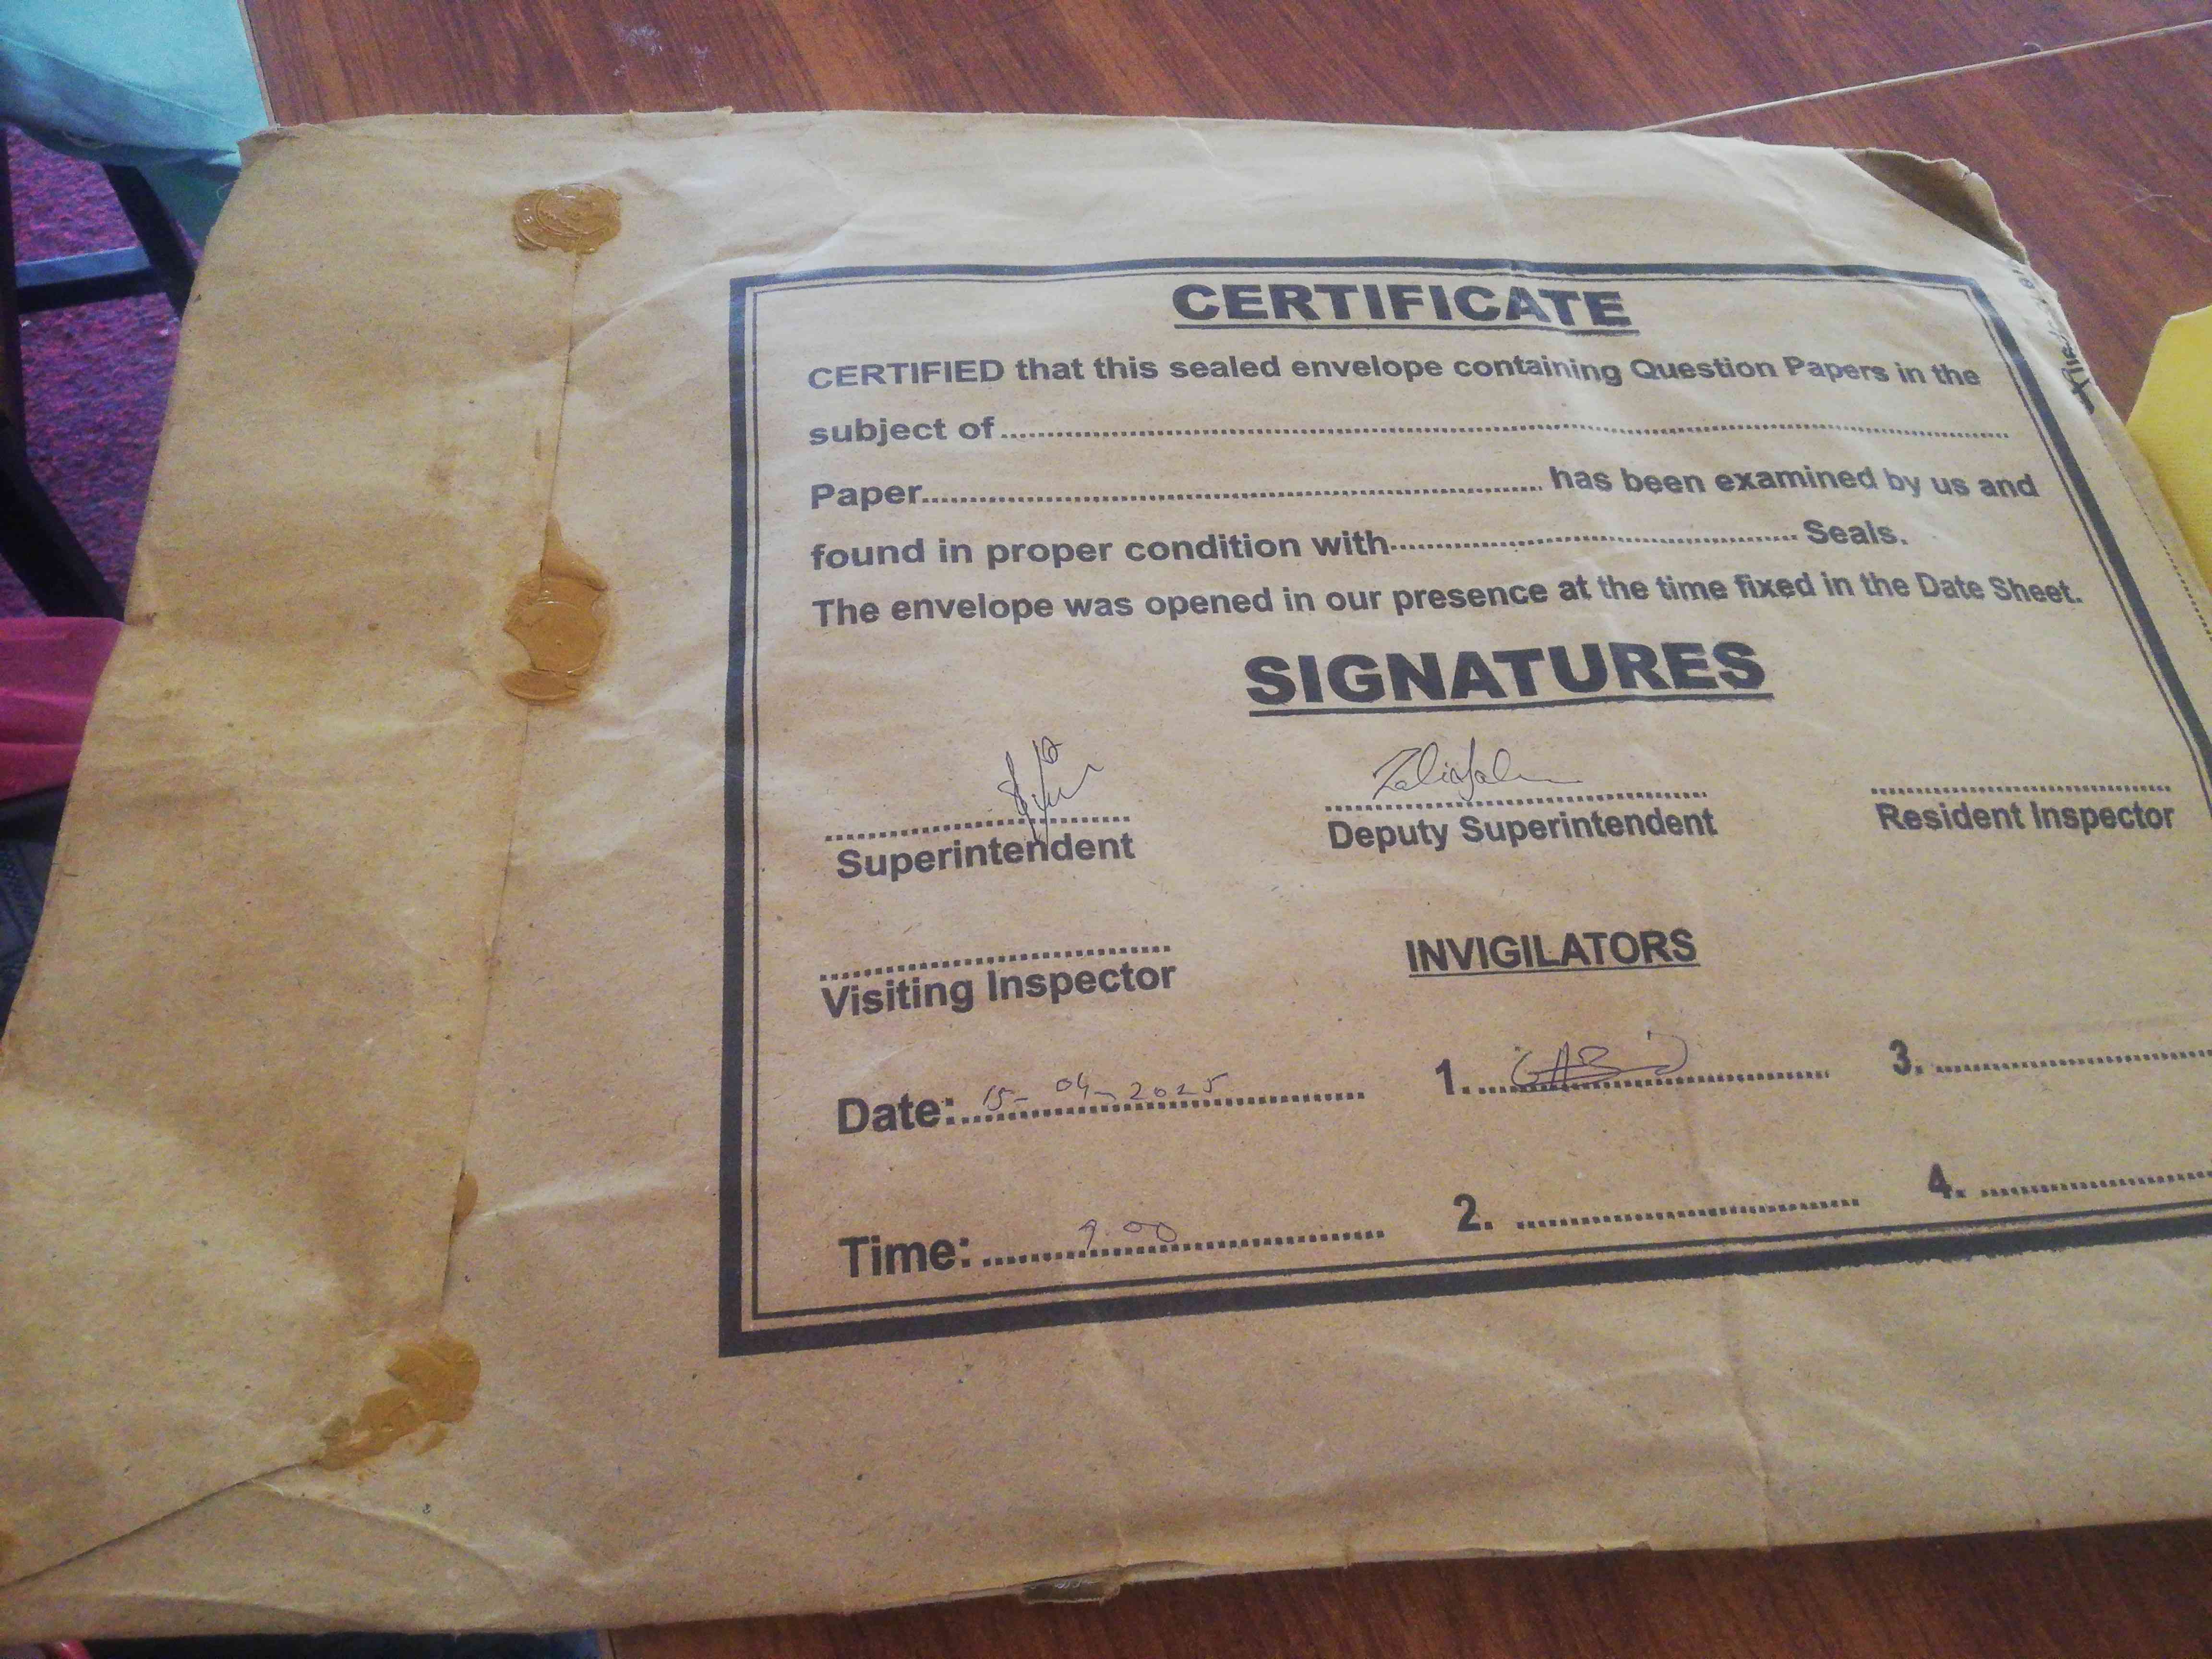 CERTIFICATE
CERTIFIED that this sealed envelope containing Question Papers in the
subject of
Paper has been examined by us and
found in proper condition with Seals.
The envelope was opened in our presence at the time fixed in the Date Sheet.
SIGNATURES
Superintendent Deputy Superintendent Resident Inspector
Visiting Inspector INVIGILATORS
Date: 15-04-2025 1. 3.
Time: 9.00 2. 4.